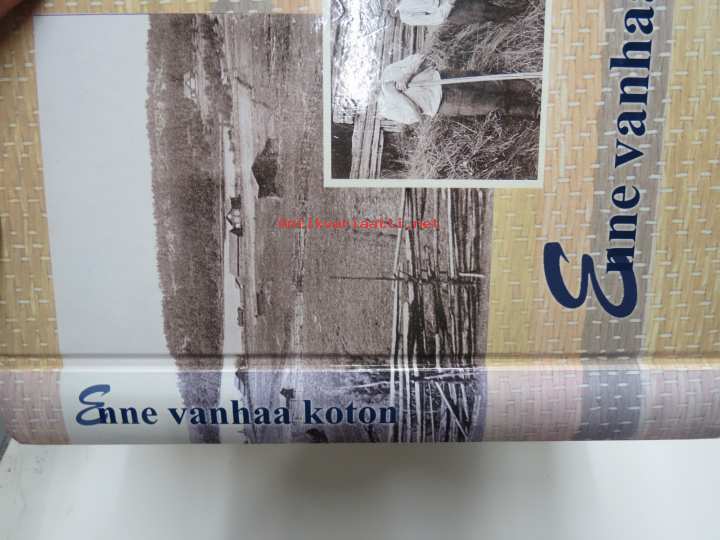 Enne vanhaa
Antikvariaatti.net
Enne vanhaa koton